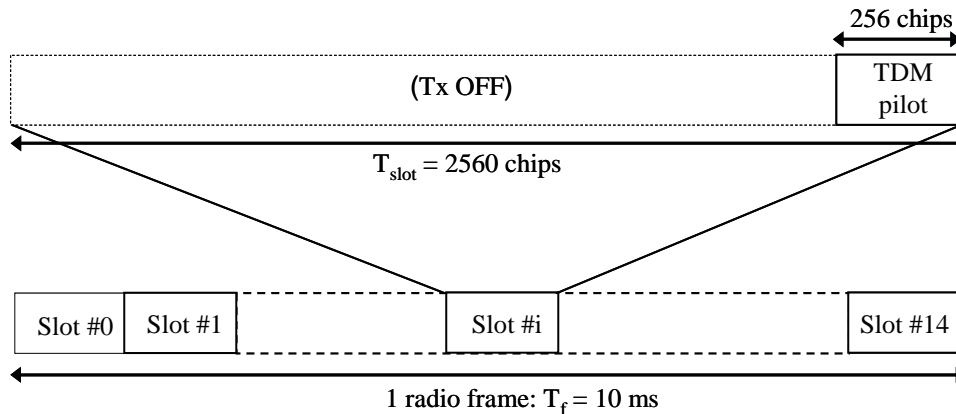 256 chips
(Tx OFF)
TDM
pilot
T_slot = 2560 chips
Slot #0
Slot #1
Slot #i
Slot #14
1 radio frame: T_f = 10 ms